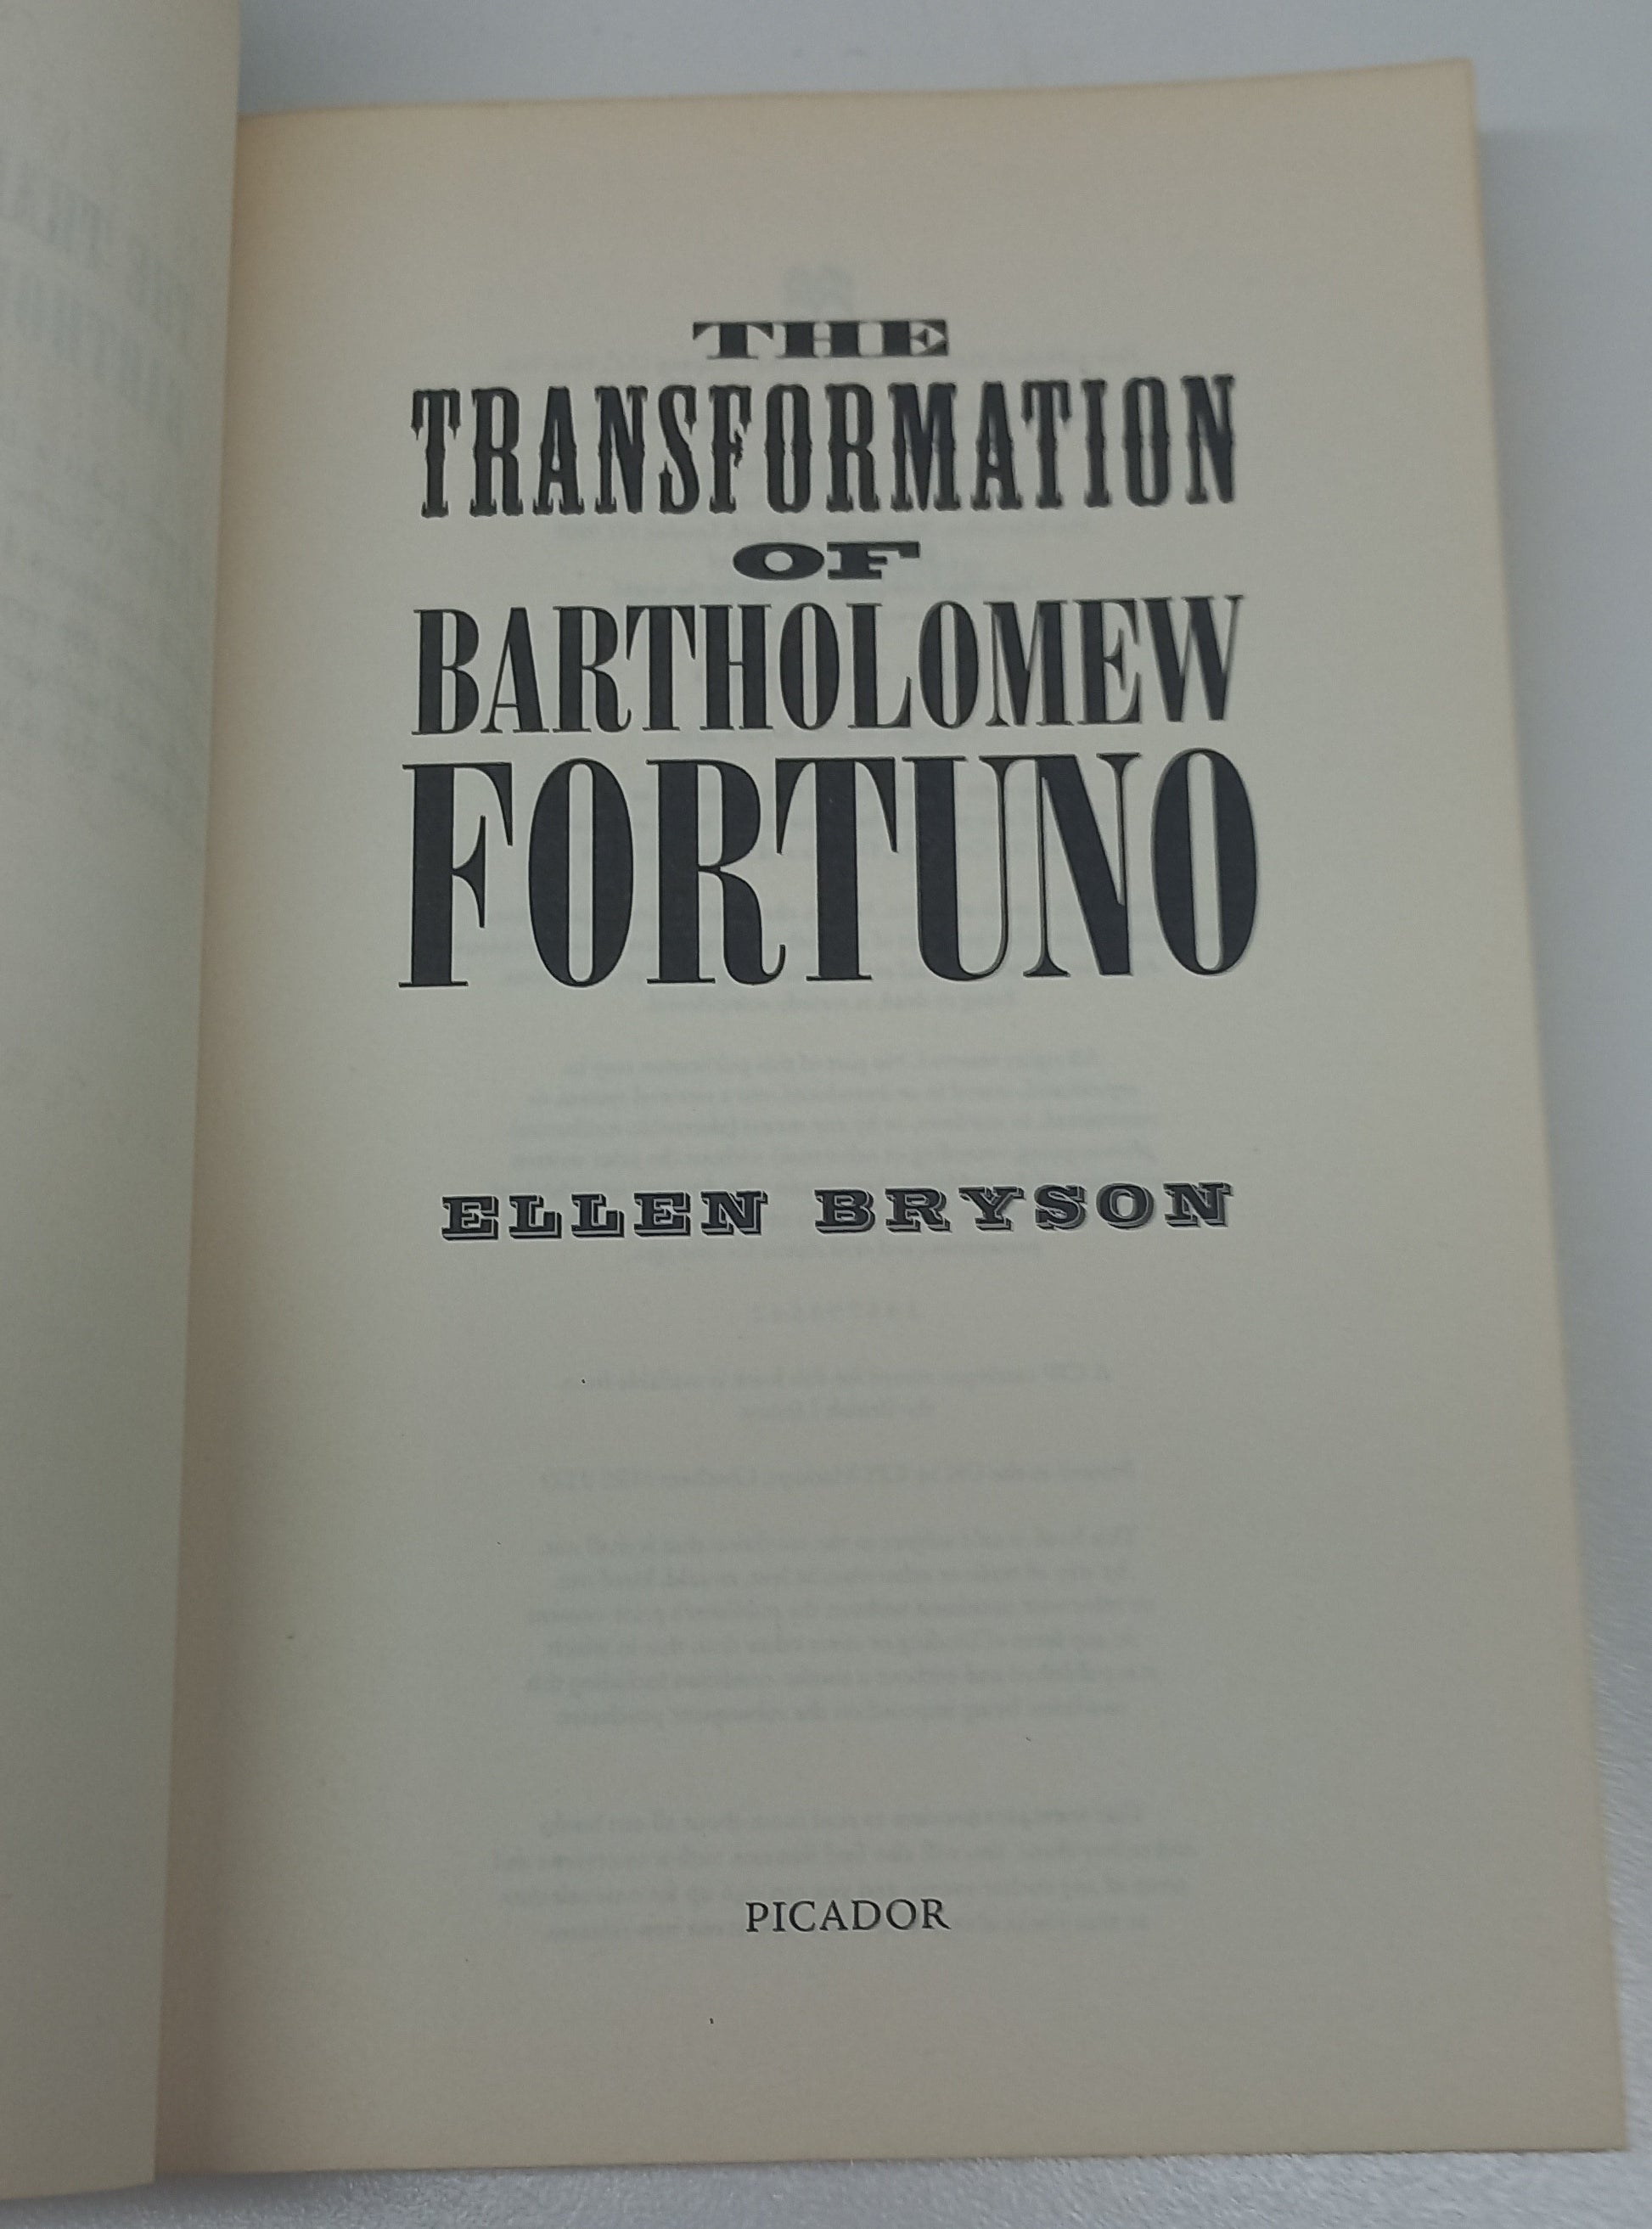 THE
TRANSFORMATION
OF
BARTHOLOMEW
FORTUNO
ELLEN BRYSON
PICADOR